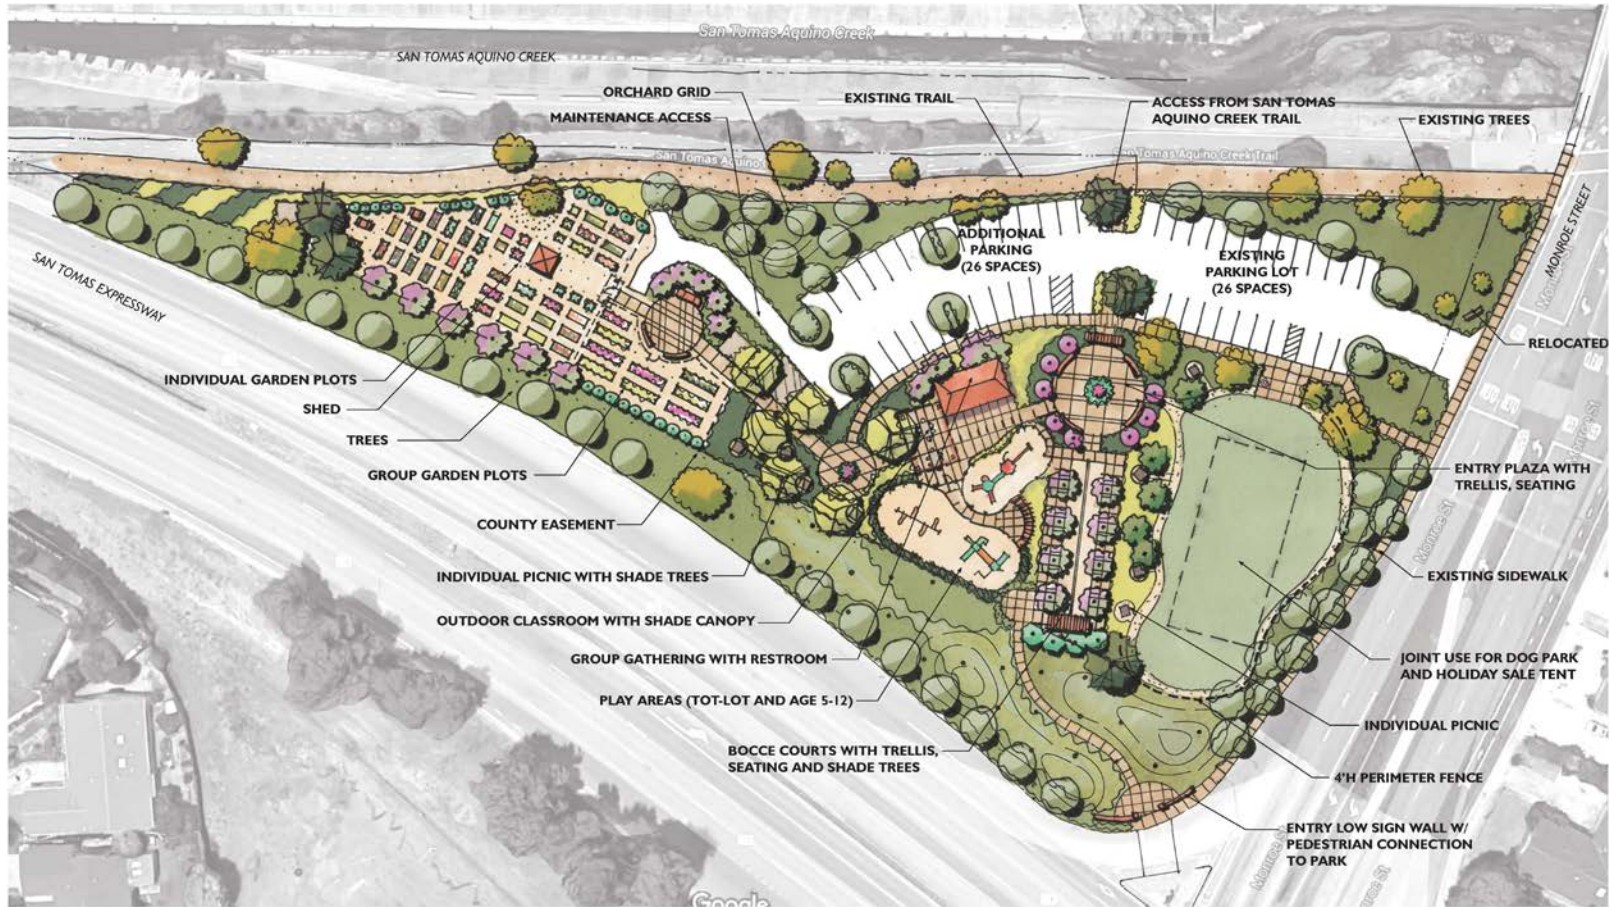 San Tomas Aquino Creek
SAN TOMAS AQUINO CREEK
ORCHARD GRID
EXISTING TRAIL
ACCESS FROM SAN TOMAS
AQUINO CREEK TRAIL
MAINTENANCE ACCESS
EXISTING TREES
San Tomas Aquino
San Tomas Aquino Creek Trail
MONROE STREET
ADDITIONAL
PARKING
(26 SPACES)
EXISTING
PARKING LOT
(26 SPACES)
SAN TOMAS EXPRESSWAY
RELOCATED
INDIVIDUAL GARDEN PLOTS
SHED
TREES
GROUP GARDEN PLOTS
ENTRY PLAZA WITH
TRELLIS, SEATING
COUNTY EASEMENT
Monroe St
INDIVIDUAL PICNIC WITH SHADE TREES
EXISTING SIDEWALK
OUTDOOR CLASSROOM WITH SHADE CANOPY
GROUP GATHERING WITH RESTROOM
JOINT USE FOR DOG PARK
AND HOLIDAY SALE TENT
PLAY AREAS (TOT-LOT AND AGE 5-12)
INDIVIDUAL PICNIC
BOCCE COURTS WITH TRELLIS,
SEATING AND SHADE TREES
4'H PERIMETER FENCE
ENTRY LOW SIGN WALL W/
PEDESTRIAN CONNECTION
TO PARK
Monroe St
Google